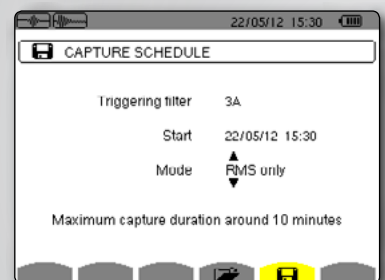 22/05/12 15:30
CAPTURE SCHEDULE
Triggering filter 3A
Start 22/05/12 15:30
Mode RMS only
Maximum capture duration around 10 minutes